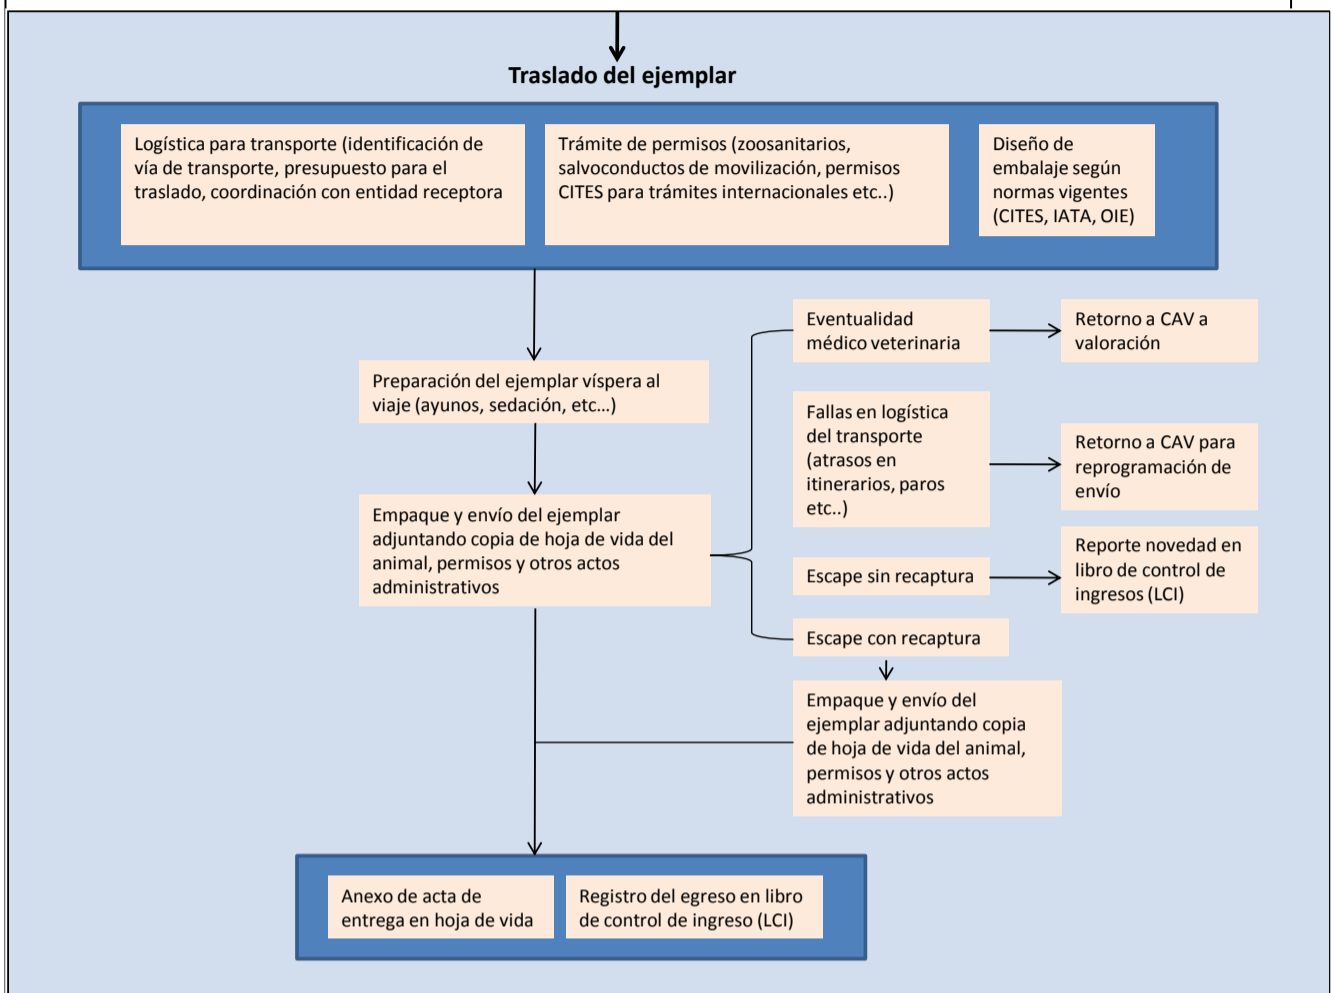 Traslado del ejemplar
Logística para transporte (identificación de
vía de transporte, presupuesto para el
traslado, coordinación con entidad receptora
Trámite de permisos (zoosanitarios,
salvoconductos de movilización, permisos
CITES para trámites internacionales etc..)
Diseño de
embalaje según
normas vigentes
(CITES, IATA, OIE)
Preparación del ejemplar víspera al
viaje (ayunos, sedación, etc...)
Empaque y envío del ejemplar
adjuntando copia de hoja de vida del
animal, permisos y otros actos
administrativos
Eventualidad
médico veterinaria
Retorno a CAV a
valoración
Fallas en logística
del transporte
(atrasos en
itinerarios, paros
etc..)
Retorno a CAV para
reprogramación de
envío
Escape sin recaptura
Reporte novedad en
libro de control de
ingresos (LCI)
Escape con recaptura
Empaque y envío del
ejemplar adjuntando copia
de hoja de vida del animal,
permisos y otros actos
administrativos
Anexo de acta de
entrega en hoja de vida
Registro del egreso en libro
de control de ingreso (LCI)